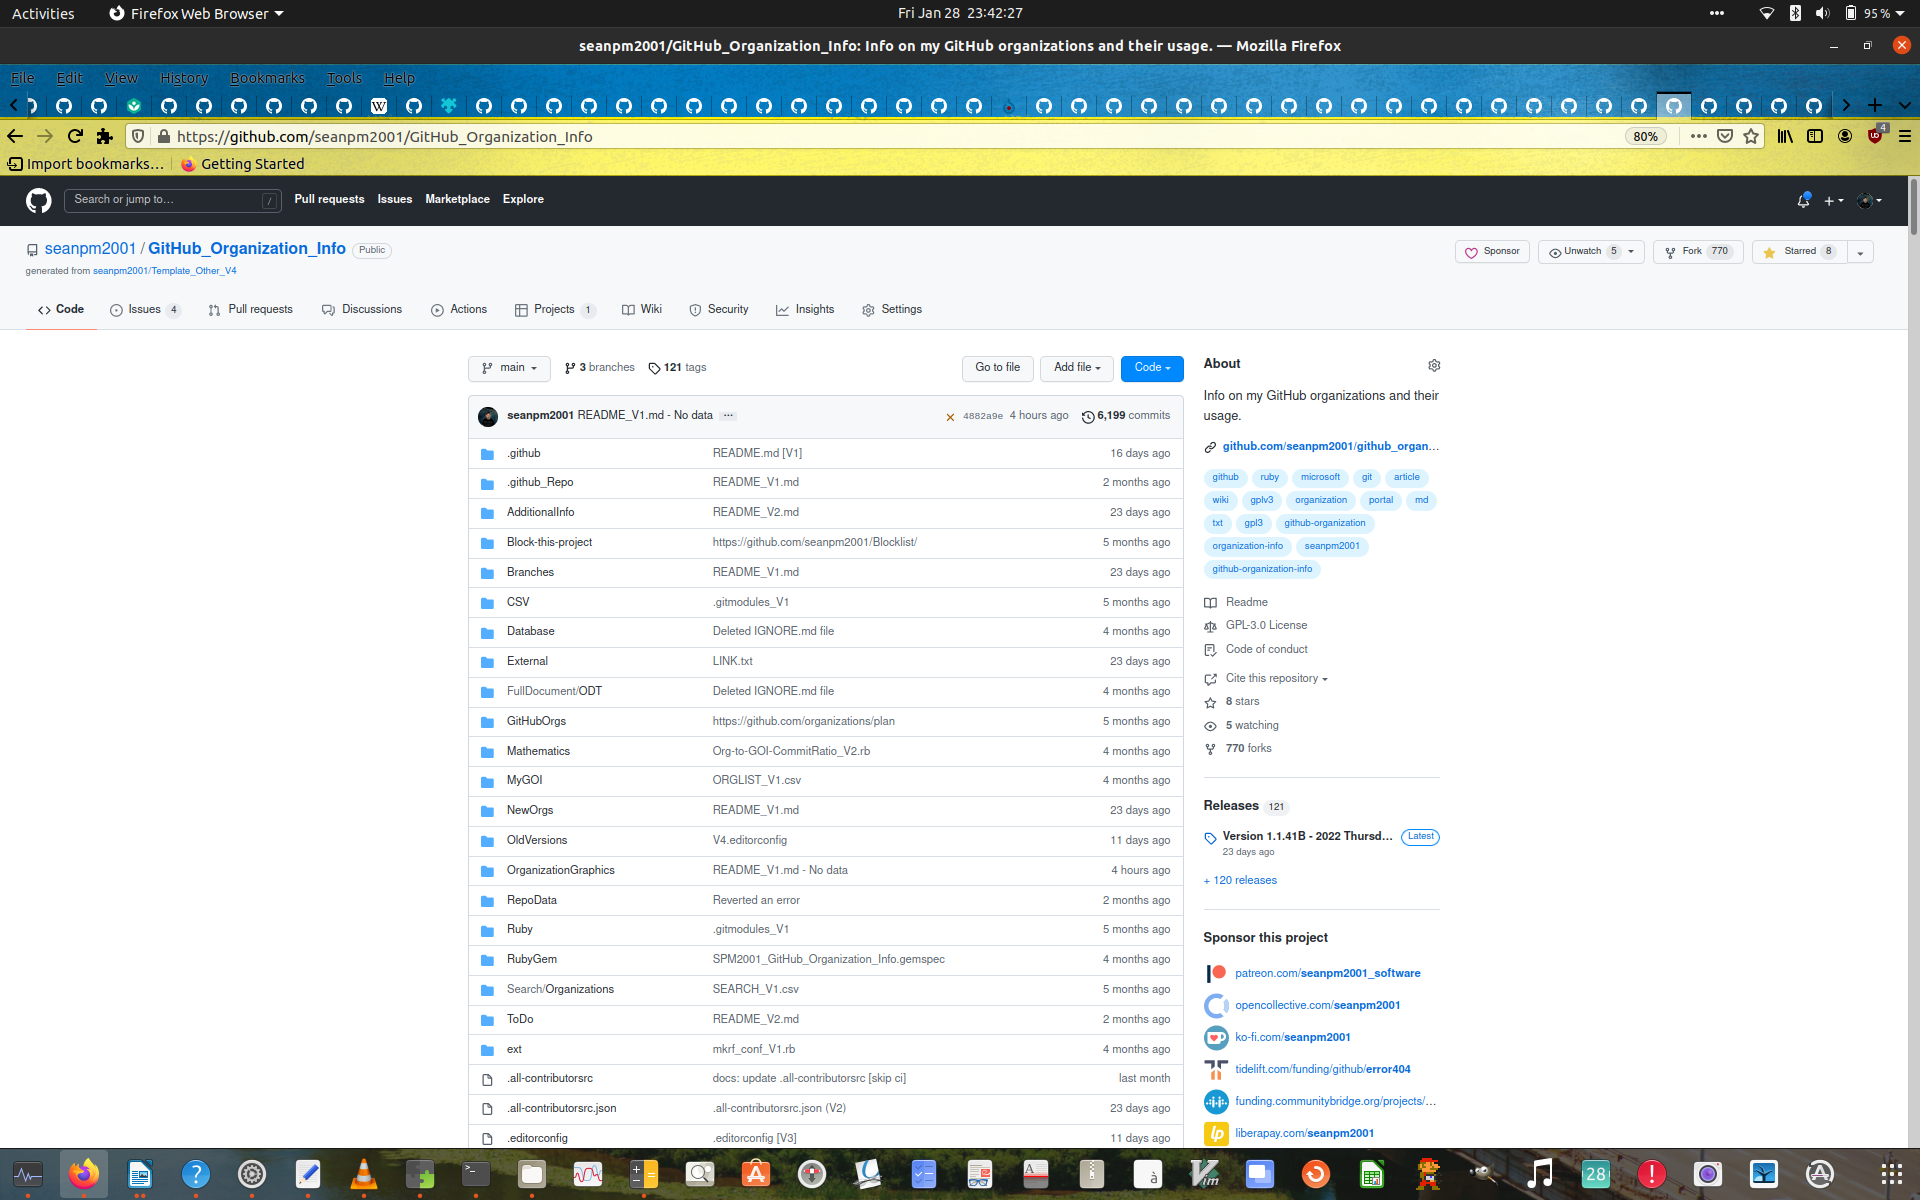 Activities Firefox Web Browser Fri Jan 28 23:42:27 95 %
seanpm2001/GitHub_Organization_Info: Info on my GitHub organizations and their usage. — Mozilla Firefox
File Edit View History Bookmarks Tools Help
https://github.com/seanpm2001/GitHub_Organization_Info 80% 4
Import bookmarks… Getting Started
Search or jump to… / Pull requests Issues Marketplace Explore
seanpm2001 / GitHub_Organization_Info Public Sponsor Unwatch 5 Fork 770 Starred 8
generated from seanpm2001/Template_Other_V4
Code Issues 4 Pull requests Discussions Actions Projects 1 Wiki Security Insights Settings
main 3 branches 121 tags Go to file Add file Code
seanpm2001 README_V1.md - No data ··· 4882a9e 4 hours ago 6,199 commits
.github README.md [V1] 16 days ago
.github_Repo README_V1.md 2 months ago
AdditionalInfo README_V2.md 23 days ago
Block-this-project https://github.com/seanpm2001/Blocklist/ 5 months ago
Branches README_V1.md 23 days ago
CSV .gitmodules_V1 5 months ago
Database Deleted IGNORE.md file 4 months ago
External LINK.txt 23 days ago
FullDocument/ODT Deleted IGNORE.md file 4 months ago
GitHubOrgs https://github.com/organizations/plan 5 months ago
Mathematics Org-to-GOI-CommitRatio_V2.rb 4 months ago
MyGOI ORGLIST_V1.csv 4 months ago
NewOrgs README_V1.md 23 days ago
OldVersions V4.editorconfig 11 days ago
OrganizationGraphics README_V1.md - No data 4 hours ago
RepoData Reverted an error 2 months ago
Ruby .gitmodules_V1 5 months ago
RubyGem SPM2001_GitHub_Organization_Info.gemspec 4 months ago
Search/Organizations SEARCH_V1.csv 5 months ago
ToDo README_V2.md 2 months ago
ext mkrf_conf_V1.rb 4 months ago
.all-contributorsrc docs: update .all-contributorsrc [skip ci] last month
.all-contributorsrc.json .all-contributorsrc.json (V2) 23 days ago
.editorconfig .editorconfig [V3] 11 days ago
About
Info on my GitHub organizations and their
usage.
github.com/seanpm2001/github_organ…
github ruby microsoft git article
wiki gplv3 organization portal md
txt gpl3 github-organization
organization-info seanpm2001
github-organization-info
Readme
GPL-3.0 License
Code of conduct
Cite this repository
8 stars
5 watching
770 forks
Releases 121
Version 1.1.41B - 2022 Thursd… Latest
23 days ago
+ 120 releases
Sponsor this project
patreon.com/seanpm2001_software
opencollective.com/seanpm2001
ko-fi.com/seanpm2001
tidelift.com/funding/github/error404
funding.communitybridge.org/projects/…
liberapay.com/seanpm2001
28